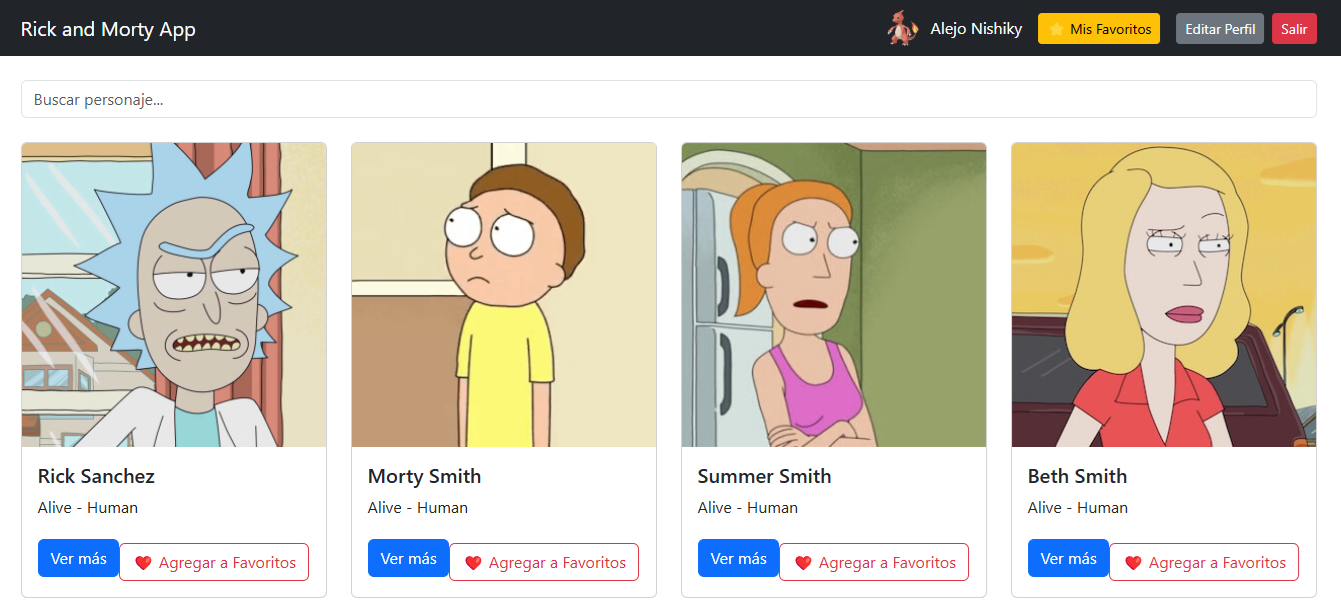 Rick and Morty App
Alejo Nishiky
⭐ Mis Favoritos
Editar Perfil
Salir
Buscar personaje...
Rick Sanchez
Alive - Human
Ver más
❤️ Agregar a Favoritos
Morty Smith
Alive - Human
Ver más
❤️ Agregar a Favoritos
Summer Smith
Alive - Human
Ver más
❤️ Agregar a Favoritos
Beth Smith
Alive - Human
Ver más
❤️ Agregar a Favoritos